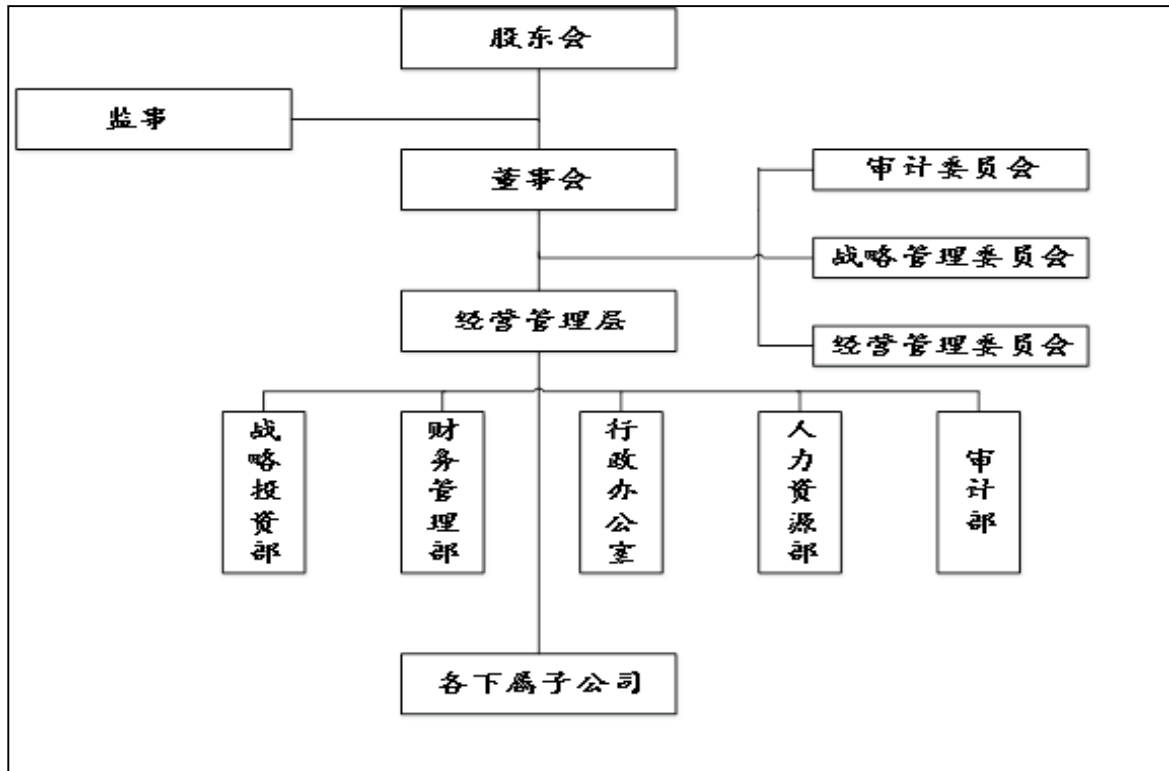 股东会
监事
董事会
审计委员会
战略管理委员会
经营管理层
经营管理委员会
战略投资部
财务管理部
行政办公室
人力资源部
审计部
各下属子公司